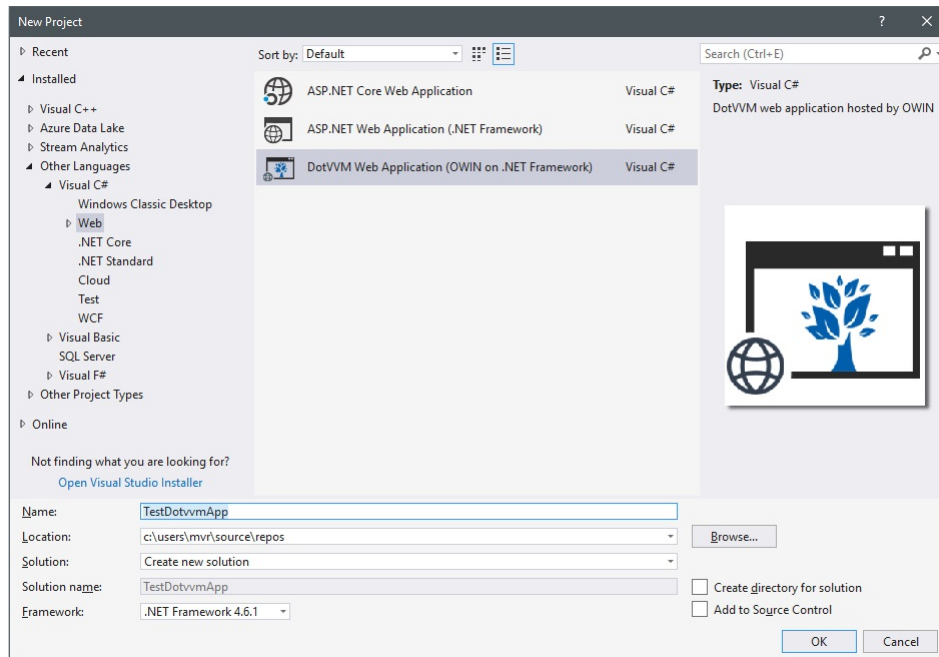 New Project
?
Recent
Installed
Visual C++
Azure Data Lake
Stream Analytics
Other Languages
Visual C#
Windows Classic Desktop
Web
.NET Core
.NET Standard
Cloud
Test
WCF
Visual Basic
SQL Server
Visual F#
Other Project Types
Online
Not finding what you are looking for?
Open Visual Studio Installer
Sort by: Default
ASP.NET Core Web Application Visual C#
ASP.NET Web Application (.NET Framework) Visual C#
DotVVM Web Application (OWIN on .NET Framework) Visual C#
Search (Ctrl+E)
Type: Visual C#
DotVVM web application hosted by OWIN
Name: TestDotvvmApp
Location: c:\users\mvr\source\repos
Browse...
Solution: Create new solution
Solution name: TestDotvvmApp
Create directory for solution
Framework: .NET Framework 4.6.1
Add to Source Control
OK Cancel